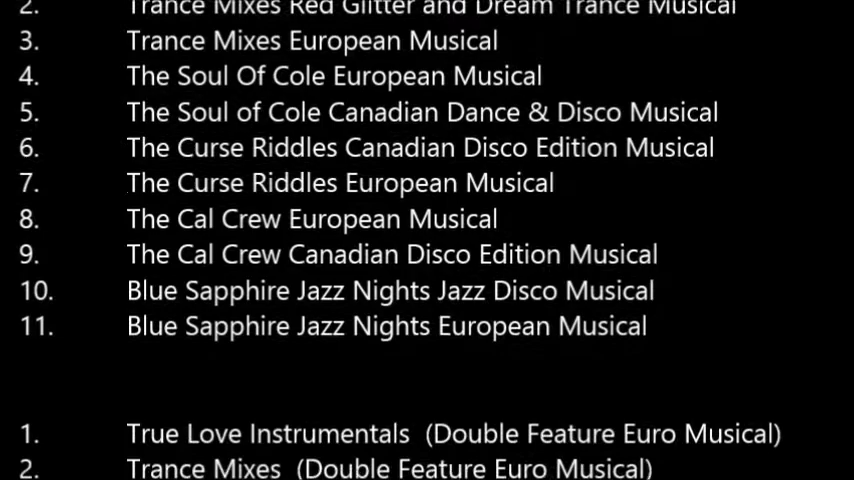 2. Trance Mixes Red Glitter and Dream Trance Musical
3. Trance Mixes European Musical
4. The Soul Of Cole European Musical
5. The Soul of Cole Canadian Dance & Disco Musical
6. The Curse Riddles Canadian Disco Edition Musical
7. The Curse Riddles European Musical
8. The Cal Crew European Musical
9. The Cal Crew Canadian Disco Edition Musical
10. Blue Sapphire Jazz Nights Jazz Disco Musical
11. Blue Sapphire Jazz Nights European Musical
1. True Love Instrumentals (Double Feature Euro Musical)
2. Trance Mixes (Double Feature Euro Musical)